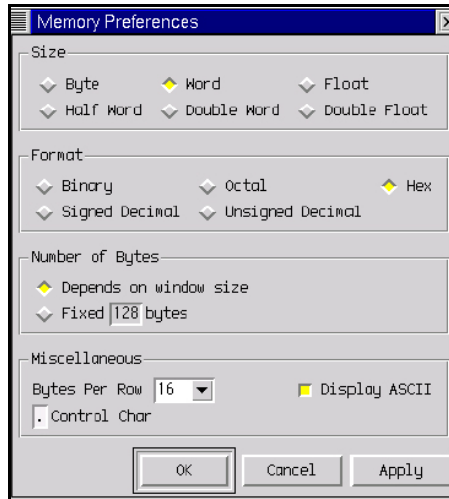 Memory Preferences
Size
Byte Word Float
Half Word Double Word Double Float
Format
Binary Octal Hex
Signed Decimal Unsigned Decimal
Number of Bytes
Depends on window size
Fixed 128 bytes
Miscellaneous
Bytes Per Row 16 Display ASCII
. Control Char
OK Cancel Apply